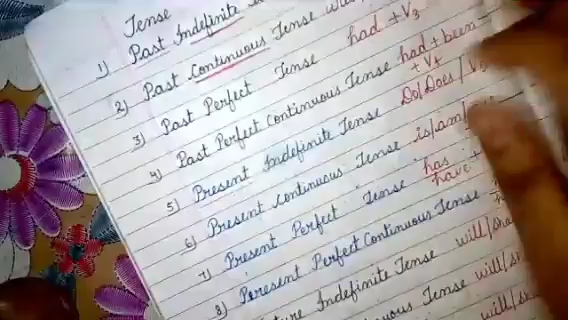 Tense
1) Past Indefinite
2) Past Continuous Tense
3) Past Perfect Tense had + V3
4) Past Perfect Continuous Tense had + been
+ V4
5) Present Indefinite Tense Do/Does /
6) Present Continuous Tense is/am/
7) Present Perfect Tense has
have +
8) Peresent Perfect Continuous Tense
Indefinite Tense will/
Tense will/